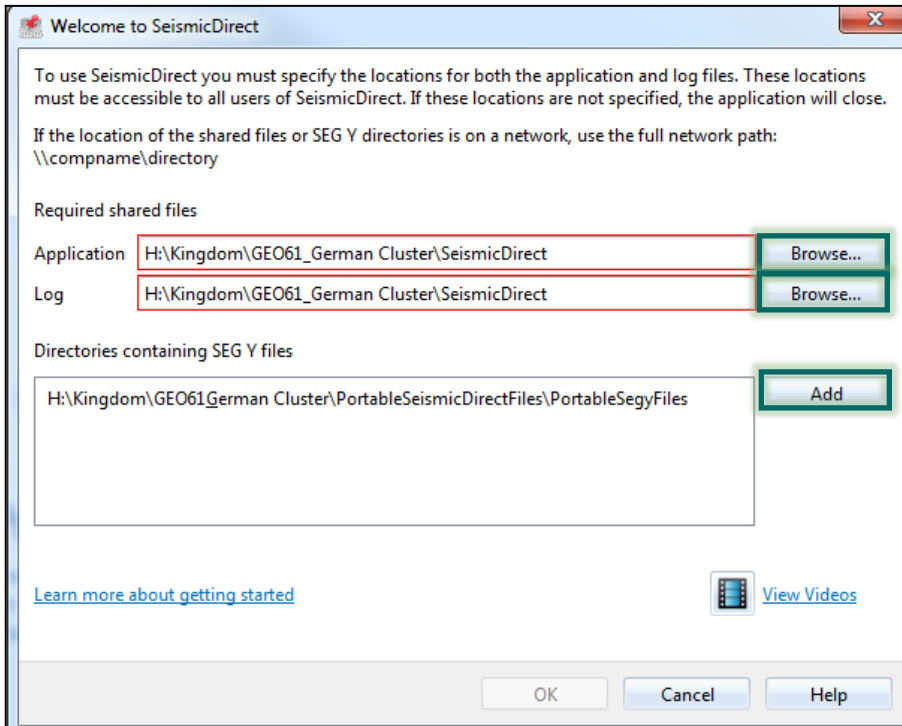 Welcome to SeismicDirect
To use SeismicDirect you must specify the locations for both the application and log files. These locations
must be accessible to all users of SeismicDirect. If these locations are not specified, the application will close.
If the location of the shared files or SEG Y directories is on a network, use the full network path:
\\compname\directory
Required shared files
Application H:\Kingdom\GEO61_German Cluster\SeismicDirect Browse...
Log H:\Kingdom\GEO61_German Cluster\SeismicDirect Browse...
Directories containing SEG Y files
H:\Kingdom\GEO61German Cluster\PortableSeismicDirectFiles\PortableSegyFiles Add
Learn more about getting started View Videos
OK Cancel Help